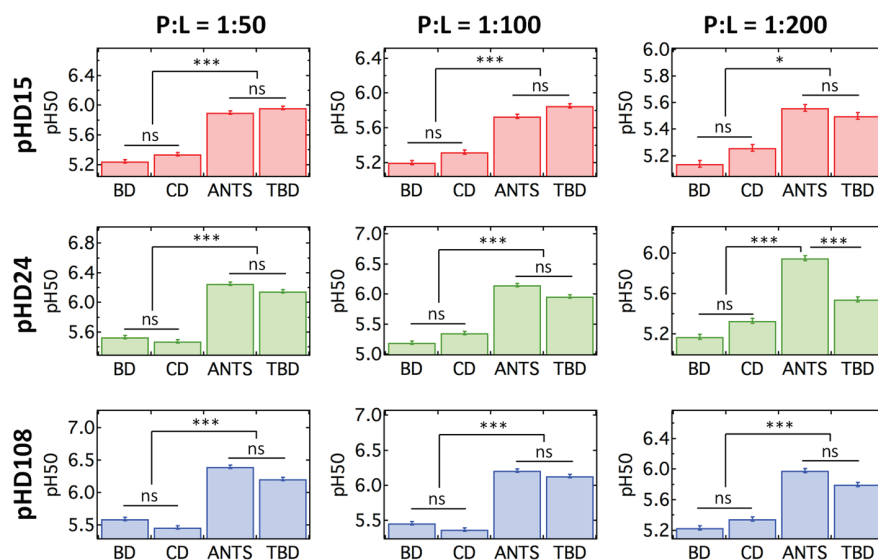 P:L = 1:50 P:L = 1:100 P:L = 1:200
pHD15
pH50
6.4
6.0
5.6
5.2
***
ns
ns
BD CD ANTS TBD
pH50
6.4
6.0
5.6
5.2
***
ns
ns
BD CD ANTS TBD
pH50
6.0
5.8
5.6
5.4
5.2
*
ns
ns
BD CD ANTS TBD
pHD24
pH50
6.8
6.4
6.0
5.6
***
ns
ns
BD CD ANTS TBD
pH50
7.0
6.5
6.0
5.5
5.0
***
ns
ns
BD CD ANTS TBD
pH50
6.0
5.6
5.2
***
***
ns
BD CD ANTS TBD
pHD108
pH50
7.0
6.5
6.0
5.5
***
ns
ns
BD CD ANTS TBD
pH50
7.0
6.5
6.0
5.5
***
ns
ns
BD CD ANTS TBD
pH50
6.4
6.0
5.6
5.2
***
ns
ns
BD CD ANTS TBD